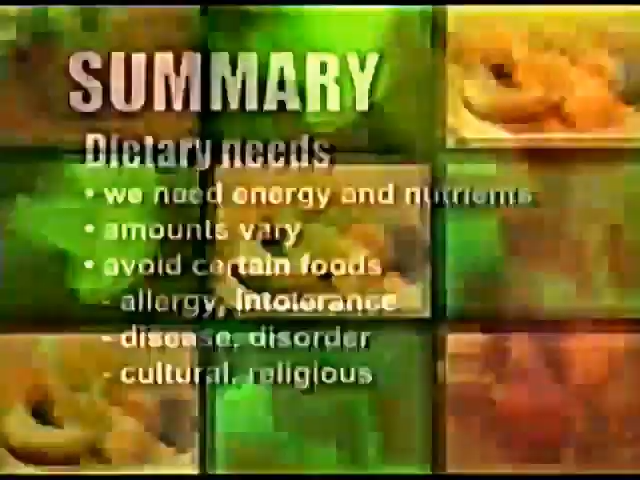 SUMMARY
Dietary needs
• we need energy and nutrients
• amounts vary
• avoid certain foods
- allergy, intolerance
- disease, disorder
- cultural, religious